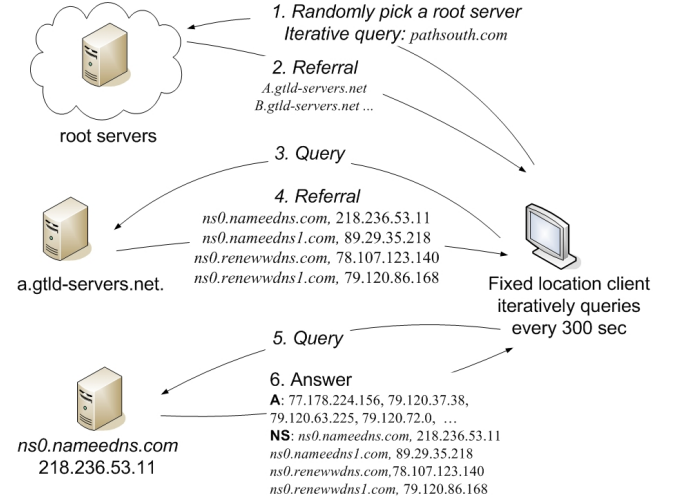 1. Randomly pick a root server
Iterative query: pathsouth.com
2. Referral
A.gtld-servers.net
B.gtld-servers.net ...
root servers
3. Query
4. Referral
ns0.nameedns.com, 218.236.53.11
ns0.nameedns1.com, 89.29.35.218
ns0.renewwdns.com, 78.107.123.140
ns0.renewwdns1.com, 79.120.86.168
a.gtld-servers.net.
Fixed location client
iteratively queries
every 300 sec
5. Query
6. Answer
A: 77.178.224.156, 79.120.37.38,
79.120.63.225, 79.120.72.0, ...
NS: ns0.nameedns.com, 218.236.53.11
ns0.nameedns1.com, 89.29.35.218
ns0.renewwdns.com,78.107.123.140
ns0.renewwdns1.com, 79.120.86.168
ns0.nameedns.com
218.236.53.11